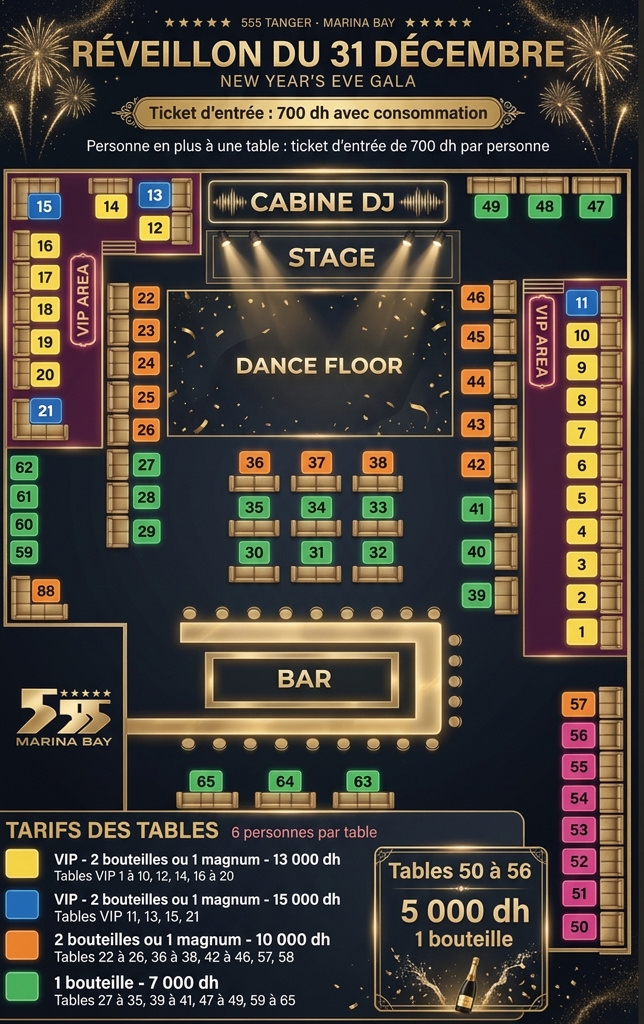 ★★★★★ 555 TANGER · MARINA BAY ★★★★★
RÉVEILLON DU 31 DÉCEMBRE
NEW YEAR'S EVE GALA
Ticket d'entrée : 700 dh avec consommation
Personne en plus à une table : ticket d'entrée de 700 dh par personne
15 14 13 12
16
17
18
19
20
21
VIP AREA
CABINE DJ
STAGE
DANCE FLOOR
49 48 47
22
23
24
25
26
27
28
29
46
45
44
43
42
41
40
39
VIP AREA
11
10
9
8
7
6
5
4
3
2
1
62
61
60
59
88
36 37 38
35 34 33
30 31 32
BAR
555
★★★★★
MARINA BAY
57
56
55
54
53
52
51
50
65 64 63
TARIFS DES TABLES 6 personnes par table
VIP - 2 bouteilles ou 1 magnum - 13 000 dh
Tables VIP 1 à 10, 12, 14, 16 à 20
VIP - 2 bouteilles ou 1 magnum - 15 000 dh
Tables VIP 11, 13, 15, 21
2 bouteilles ou 1 magnum - 10 000 dh
Tables 22 à 26, 36 à 38, 42 à 46, 57, 58
1 bouteille - 7 000 dh
Tables 27 à 35, 39 à 41, 47 à 49, 59 à 65
Tables 50 à 56
5 000 dh
1 bouteille